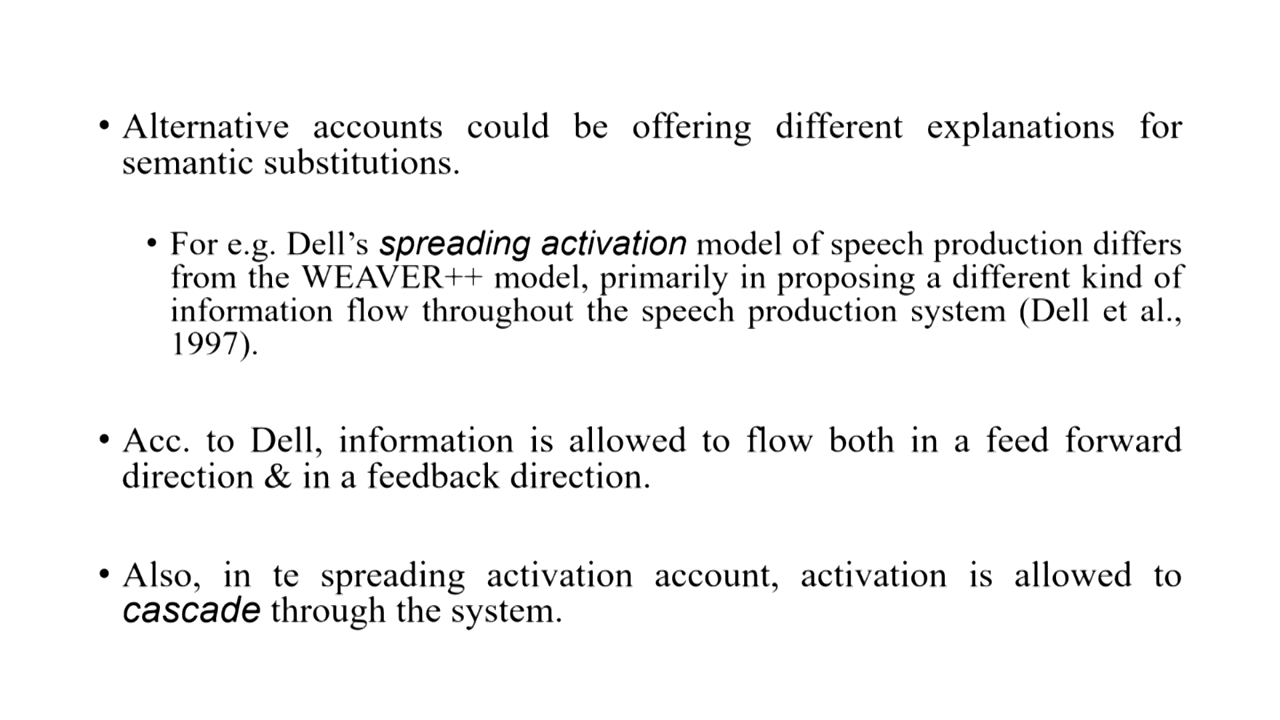 • Alternative accounts could be offering different explanations for
semantic substitutions.
• For e.g. Dell’s spreading activation model of speech production differs
from the WEAVER++ model, primarily in proposing a different kind of
information flow throughout the speech production system (Dell et al.,
1997).
• Acc. to Dell, information is allowed to flow both in a feed forward
direction & in a feedback direction.
• Also, in te spreading activation account, activation is allowed to
cascade through the system.